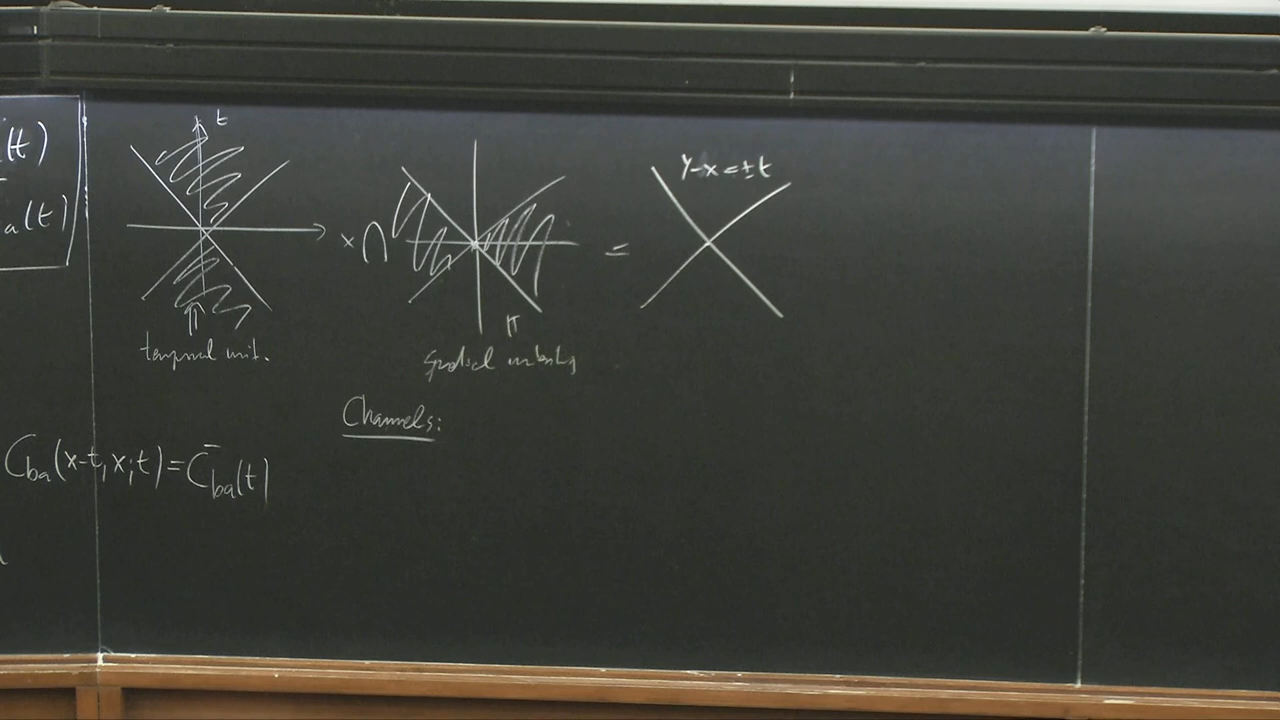 (t)
a(t)
t
∩
=
y-x=±t
temporal unit.
spatial unitarity
Channels:
C_ba(x-t,x;t)=C̄_ba(t)